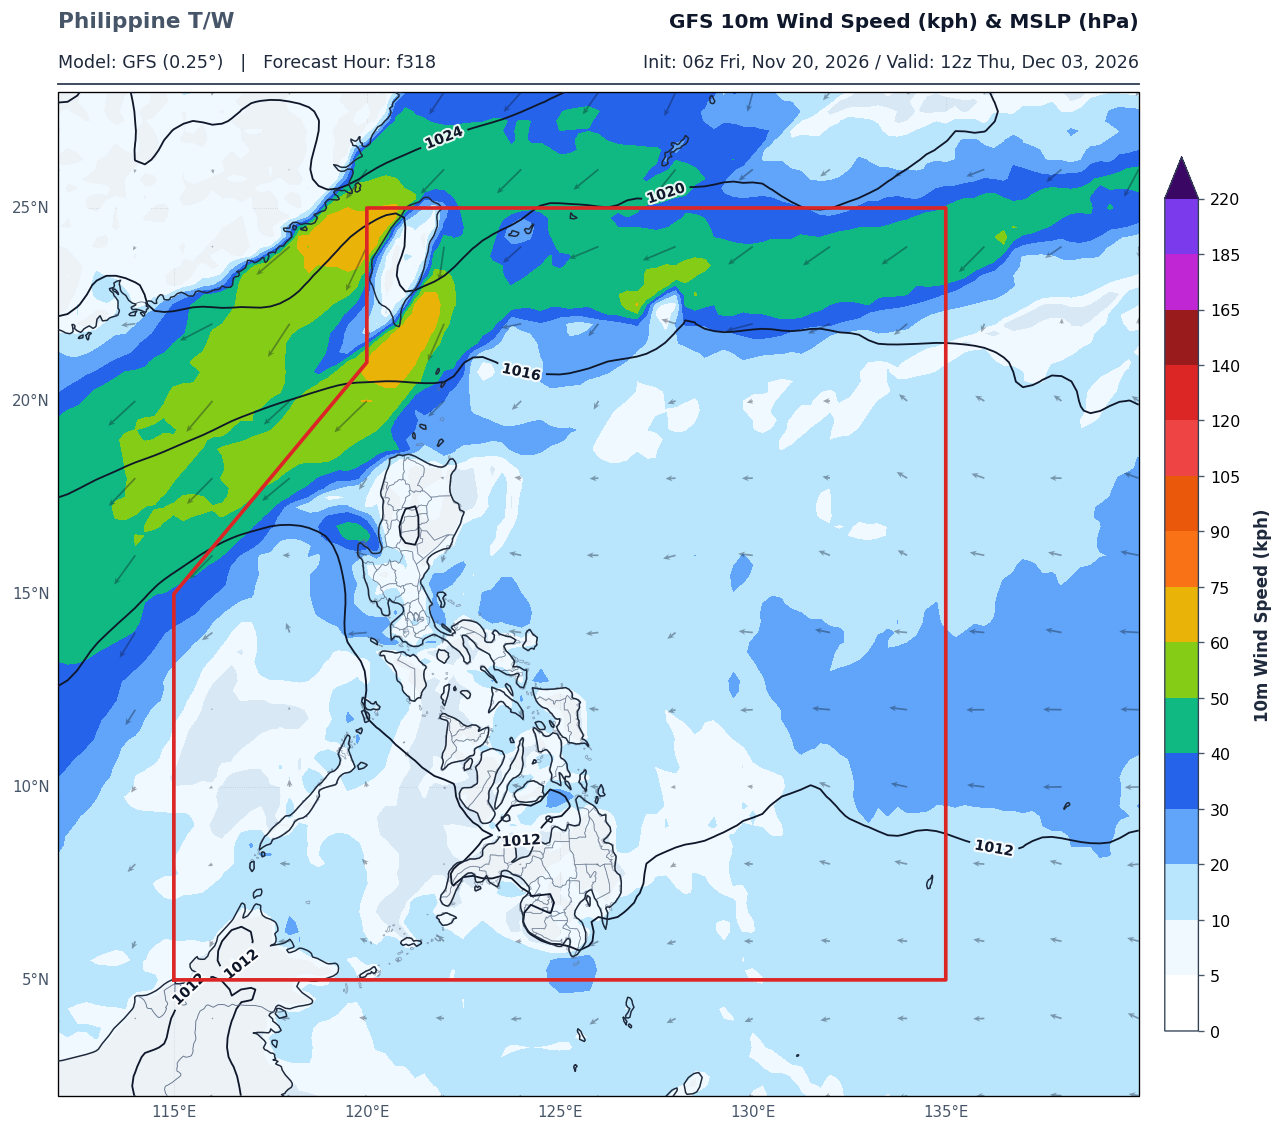 Philippine T/W
GFS 10m Wind Speed (kph) & MSLP (hPa)
Model: GFS (0.25°)   |   Forecast Hour: f318
Init: 06z Fri, Nov 20, 2026 / Valid: 12z Thu, Dec 03, 2026
1024
1020
1016
1012
1012
1012
1012
25°N
20°N
15°N
10°N
5°N
115°E
120°E
125°E
130°E
135°E
220
185
165
140
120
105
90
75
60
50
40
30
20
10
5
0
10m Wind Speed (kph)